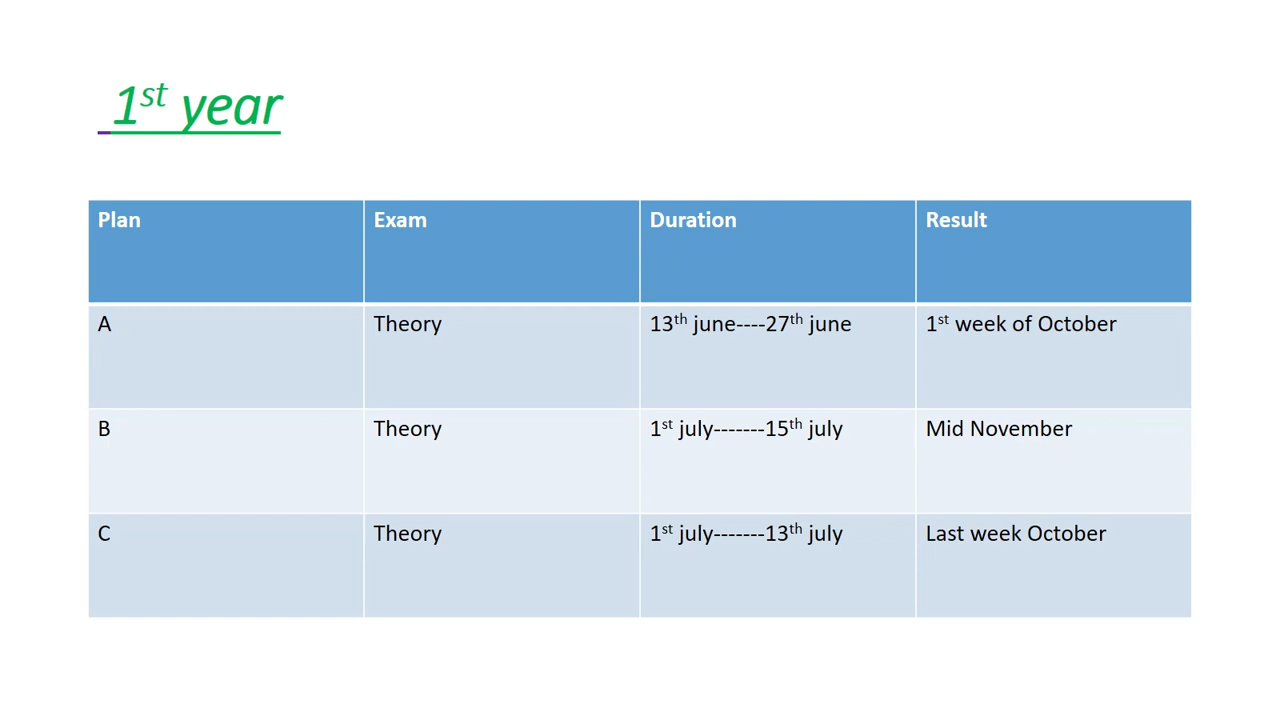 1st year
Plan Exam Duration Result
A Theory 13th june----27th june 1st week of October
B Theory 1st july-------15th july Mid November
C Theory 1st july-------13th july Last week October